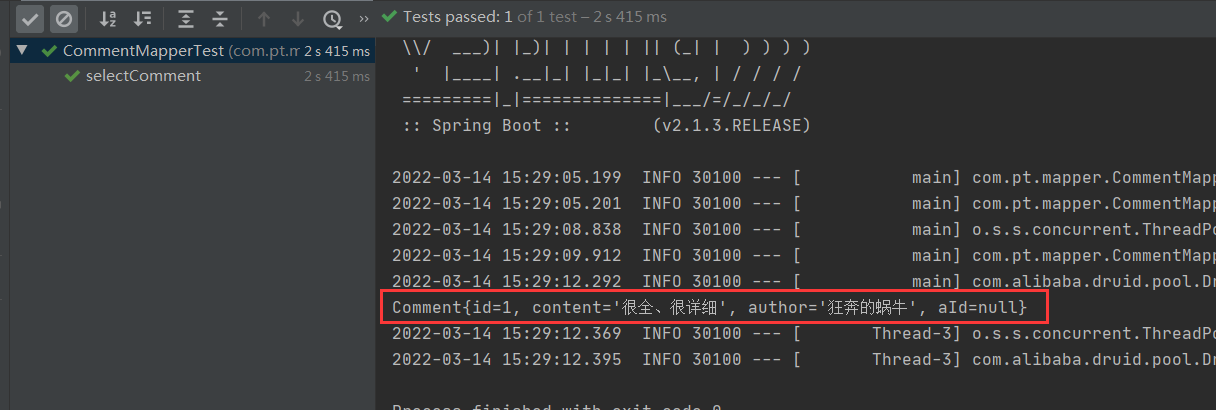 Tests passed: 1 of 1 test – 2 s 415 ms
CommentMapperTest (com.pt.m 2 s 415 ms
selectComment 2 s 415 ms
\\/  ___)| |_)| | | | | || (_| |  ) ) ) )
'  |____| .__|_| |_|_| |_\__, | / / / /
=========|_|==============|___/=/_/_/_/
:: Spring Boot ::        (v2.1.3.RELEASE)
2022-03-14 15:29:05.199  INFO 30100 --- [           main] com.pt.mapper.CommentMapp
2022-03-14 15:29:05.201  INFO 30100 --- [           main] com.pt.mapper.CommentMapp
2022-03-14 15:29:08.838  INFO 30100 --- [           main] o.s.s.concurrent.ThreadPo
2022-03-14 15:29:09.912  INFO 30100 --- [           main] com.pt.mapper.CommentMapp
2022-03-14 15:29:12.292  INFO 30100 --- [           main] com.alibaba.druid.pool.Dr
Comment{id=1, content='很全、很详细', author='狂奔的蜗牛', aId=null}
2022-03-14 15:29:12.369  INFO 30100 --- [       Thread-3] o.s.s.concurrent.ThreadPo
2022-03-14 15:29:12.395  INFO 30100 --- [       Thread-3] com.alibaba.druid.pool.Dr
Process finished with exit code 0